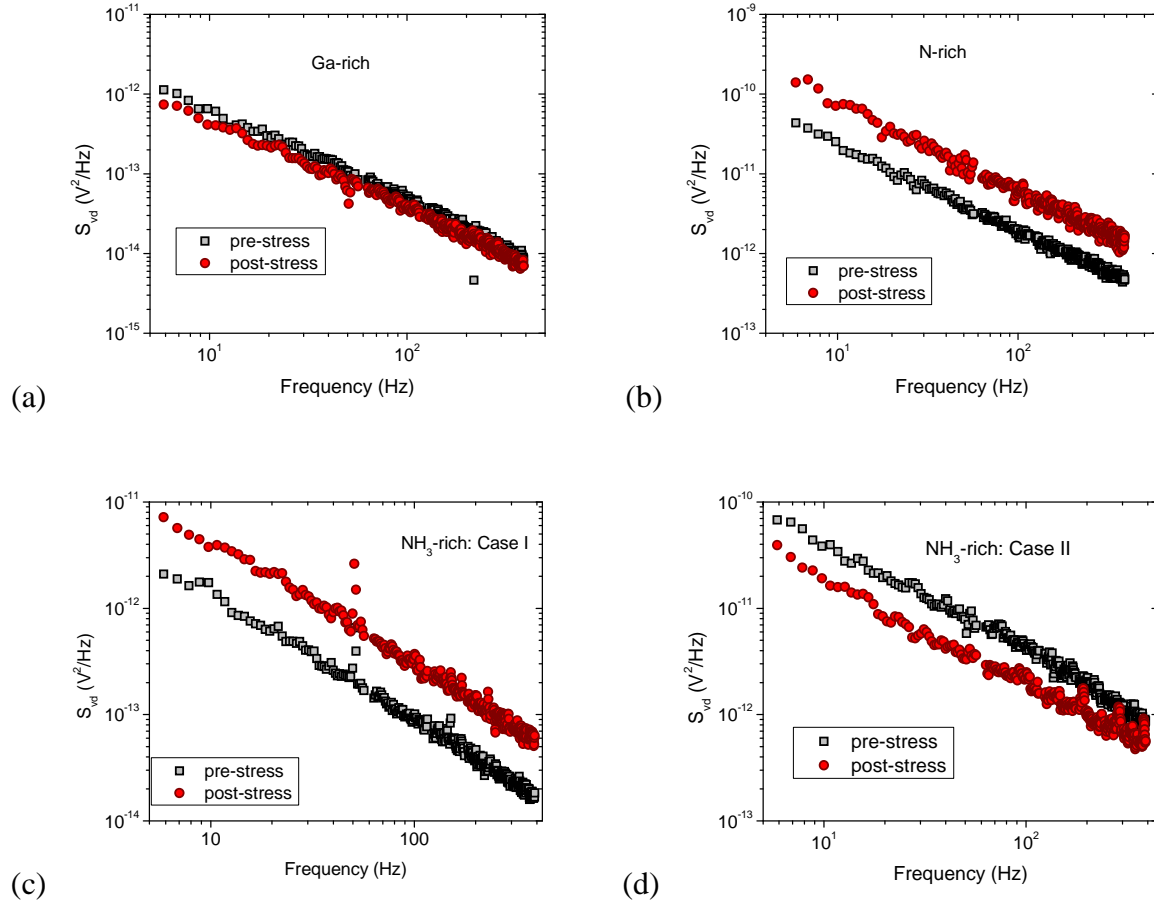 Ga-rich
S_vd (V^2/Hz)
10^-11
10^-12
10^-13
10^-14
10^-15
pre-stress
post-stress
10^1 10^2
Frequency (Hz)
(a)
N-rich
S_vd (V^2/Hz)
10^-9
10^-10
10^-11
10^-12
10^-13
pre-stress
post-stress
10^1 10^2
Frequency (Hz)
(b)
NH_3-rich: Case I
S_vd (V^2/Hz)
10^-11
10^-12
10^-13
10^-14
pre-stress
post-stress
10 100
Frequency (Hz)
(c)
NH_3-rich: Case II
S_vd (V^2/Hz)
10^-10
10^-11
10^-12
10^-13
pre-stress
post-stress
10^1 10^2
Frequency (Hz)
(d)